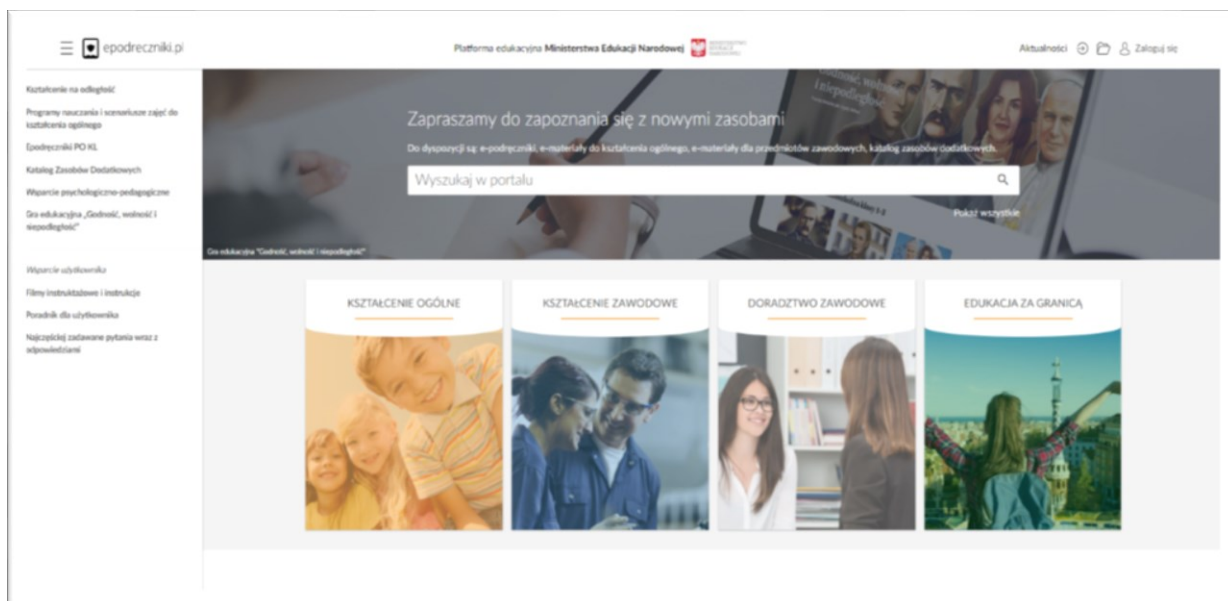 epodreczniki.pl
Platforma edukacyjna Ministerstwa Edukacji Narodowej
Aktualności
Zaloguj się
Kształcenie na odległość
Programy nauczania i scenariusze zajęć do
kształcenia ogólnego
Epodręczniki PO KL
Katalog Zasobów Dodatkowych
Wsparcie psychologiczno-pedagogiczne
Gra edukacyjna „Godność, wolność i
niepodległość"
Wsparcie użytkownika
Filmy instruktażowe i instrukcje
Poradnik dla użytkownika
Najczęściej zadawane pytania wraz z
odpowiedziami
Godność, wolność
i niepodległość
Zapraszamy do zapoznania się z nowymi zasobami
Do dyspozycji są: e-podręczniki, e-materiały do kształcenia ogólnego, e-materiały dla przedmiotów zawodowych, katalog zasobów dodatkowych.
Wyszukaj w portalu
Pokaż wszystkie
Gra edukacyjna "Godność, wolność i niepodległość"
KSZTAŁCENIE OGÓLNE
KSZTAŁCENIE ZAWODOWE
DORADZTWO ZAWODOWE
EDUKACJA ZA GRANICĄ